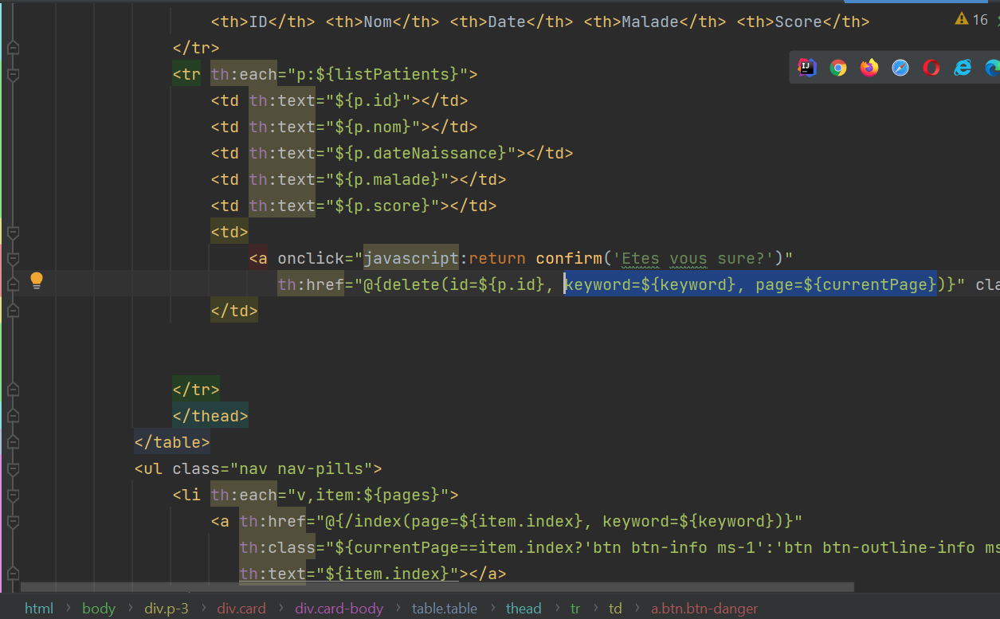 <th>ID</th> <th>Nom</th> <th>Date</th> <th>Malade</th> <th>Score</th>
16
</tr>
<tr th:each="p:${listPatients}">
<td th:text="${p.id}"></td>
<td th:text="${p.nom}"></td>
<td th:text="${p.dateNaissance}"></td>
<td th:text="${p.malade}"></td>
<td th:text="${p.score}"></td>
<td>
<a onclick="javascript:return confirm('Etes vous sure?')"
th:href="@{delete(id=${p.id}, keyword=${keyword}, page=${currentPage})}" cla
</td>
</tr>
</thead>
</table>
<ul class="nav nav-pills">
<li th:each="v,item:${pages}">
<a th:href="@{/index(page=${item.index}, keyword=${keyword})}"
th:class="${currentPage==item.index?'btn btn-info ms-1':'btn btn-outline-info ms
th:text="${item.index}"></a>
html › body › div.p-3 › div.card › div.card-body › table.table › thead › tr › td › a.btn.btn-danger